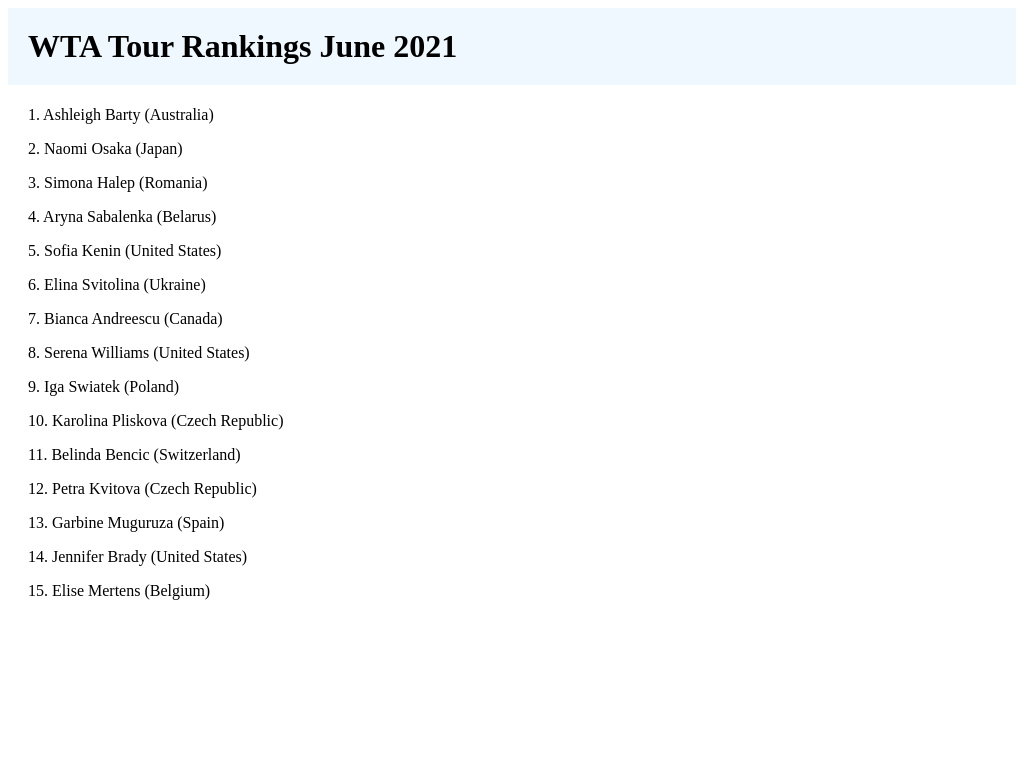 WTA Tour Rankings June 2021
1. Ashleigh Barty (Australia)
2. Naomi Osaka (Japan)
3. Simona Halep (Romania)
4. Aryna Sabalenka (Belarus)
5. Sofia Kenin (United States)
6. Elina Svitolina (Ukraine)
7. Bianca Andreescu (Canada)
8. Serena Williams (United States)
9. Iga Swiatek (Poland)
10. Karolina Pliskova (Czech Republic)
11. Belinda Bencic (Switzerland)
12. Petra Kvitova (Czech Republic)
13. Garbine Muguruza (Spain)
14. Jennifer Brady (United States)
15. Elise Mertens (Belgium)